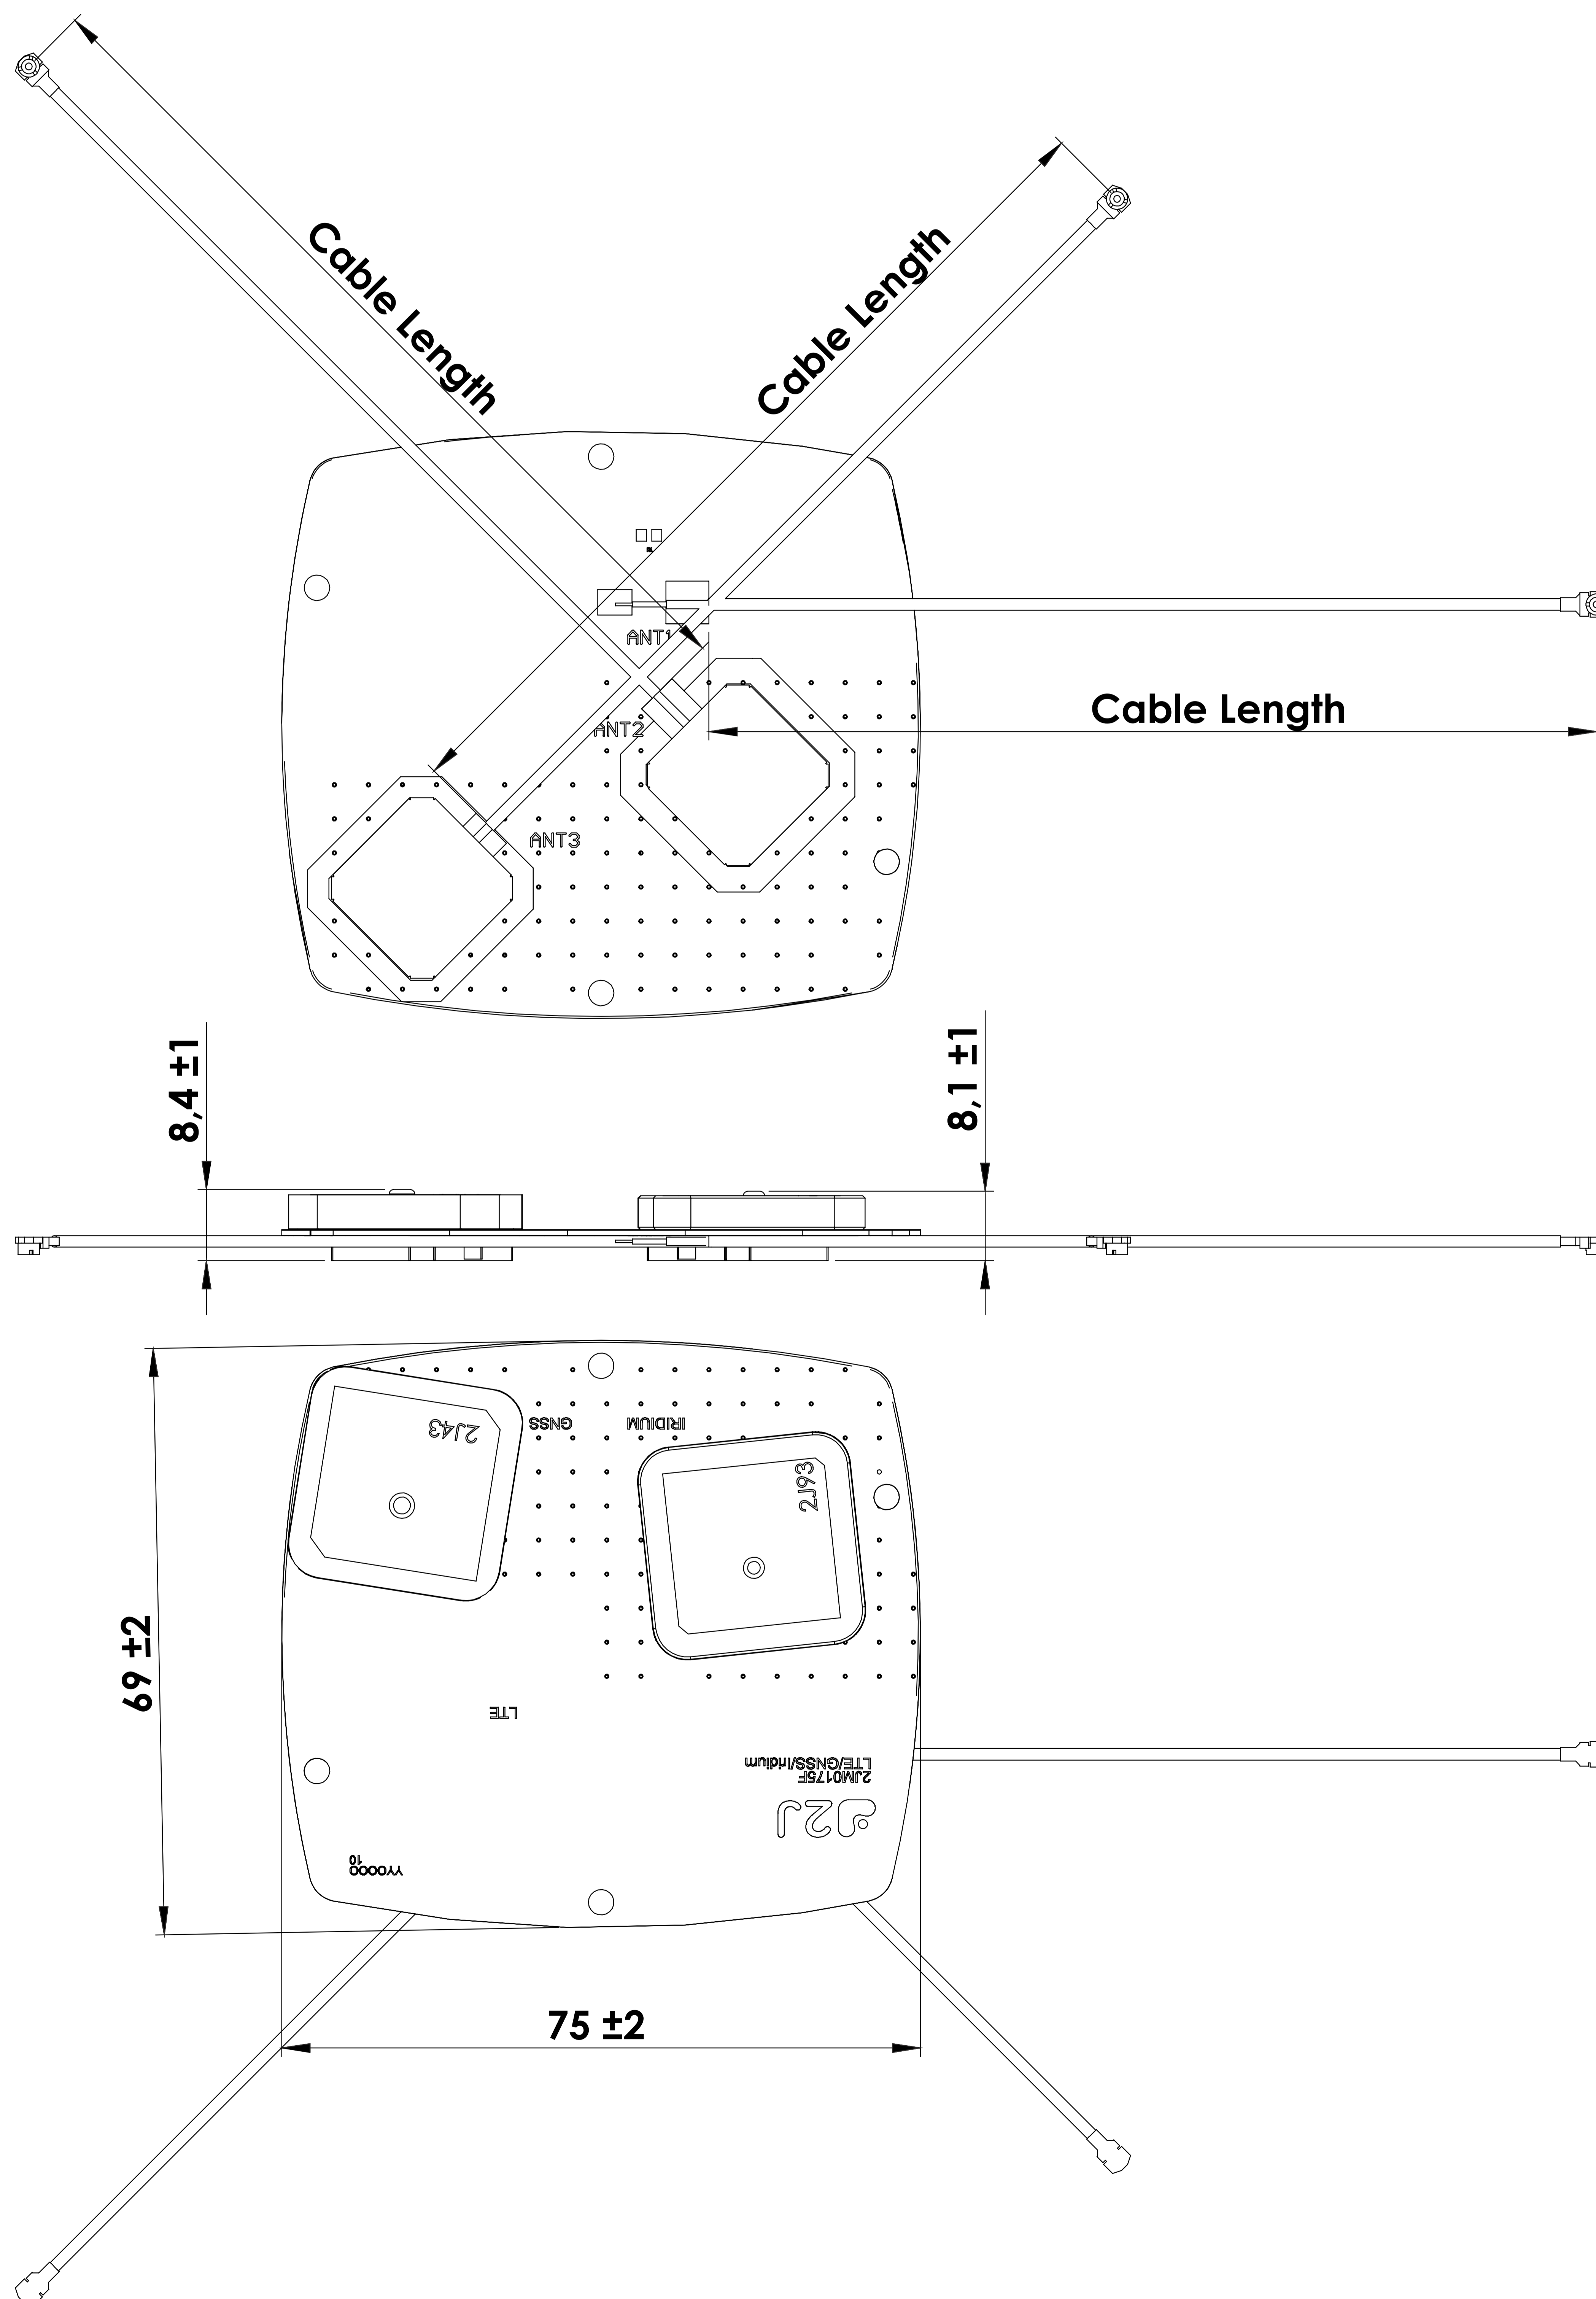 Cable Length
Cable Length
ANT1
Cable Length
ANT2
ANT3
8,4 ±1
8,1 ±1
2J43
GNSS
IRIDIUM
2J93
69 ±2
LTE
2JM0175F
LTE/GNSS/Iridium
2J
YY0000
10
75 ±2